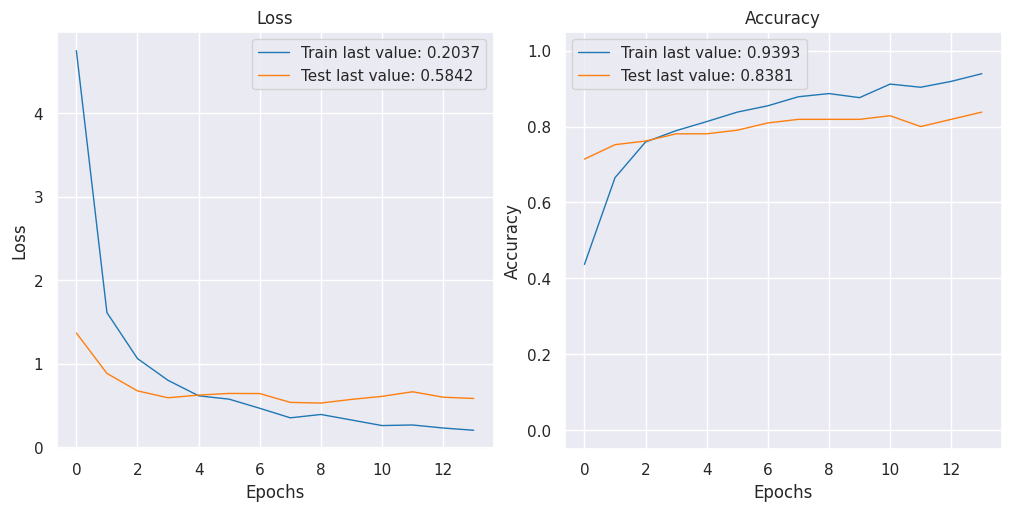 Loss
Train last value: 0.2037
Test last value: 0.5842
4
3
2
1
0
Loss
0 2 4 6 8 10 12
Epochs
Accuracy
Train last value: 0.9393
Test last value: 0.8381
1.0
0.8
0.6
0.4
0.2
0.0
Accuracy
0 2 4 6 8 10 12
Epochs